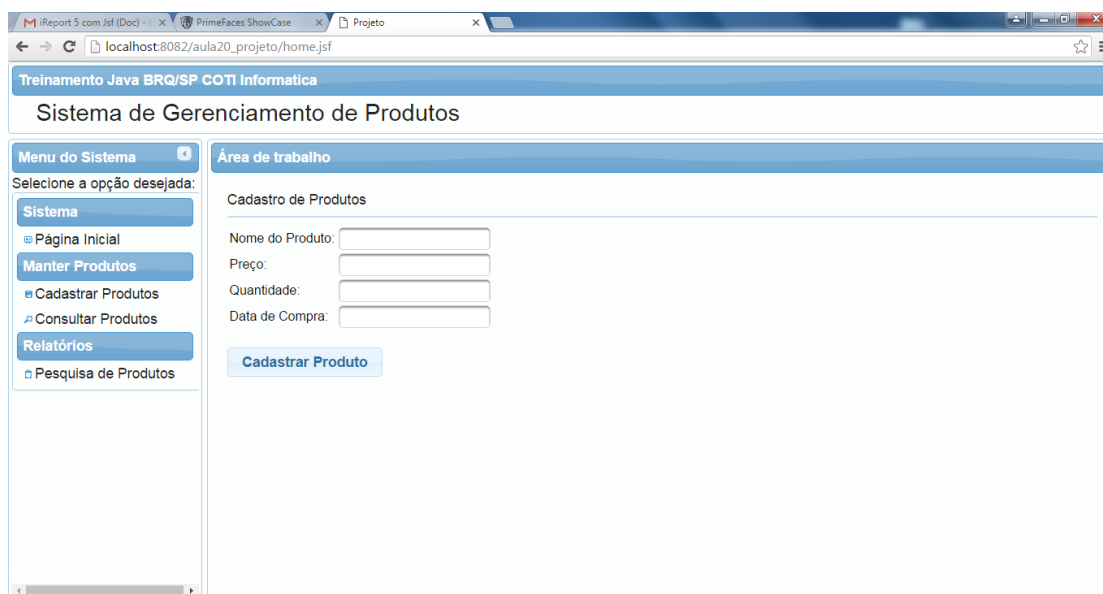 iReport 5 com Jsf (Doc) -
PrimeFaces ShowCase
Projeto
localhost:8082/aula20_projeto/home.jsf
Treinamento Java BRQ/SP COTI Informatica
Sistema de Gerenciamento de Produtos
Menu do Sistema
Selecione a opção desejada:
Sistema
Página Inicial
Manter Produtos
Cadastrar Produtos
Consultar Produtos
Relatórios
Pesquisa de Produtos
Área de trabalho
Cadastro de Produtos
Nome do Produto:
Preço:
Quantidade:
Data de Compra:
Cadastrar Produto